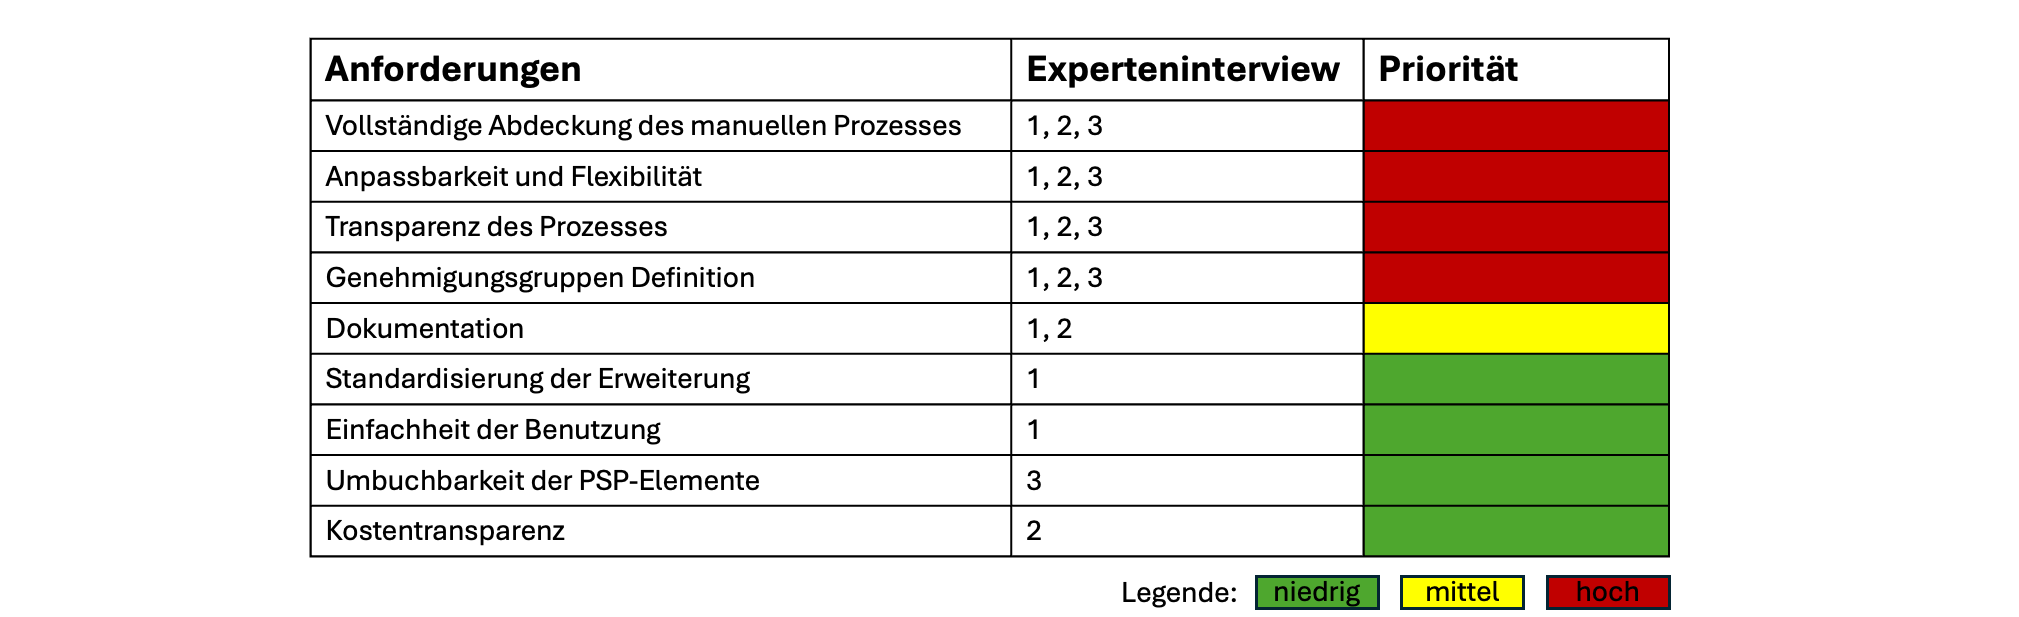 Anforderungen Experteninterview Priorität
Vollständige Abdeckung des manuellen Prozesses 1, 2, 3
Anpassbarkeit und Flexibilität 1, 2, 3
Transparenz des Prozesses 1, 2, 3
Genehmigungsgruppen Definition 1, 2, 3
Dokumentation 1, 2
Standardisierung der Erweiterung 1
Einfachheit der Benutzung 1
Umbuchbarkeit der PSP-Elemente 3
Kostentransparenz 2
Legende: niedrig mittel hoch